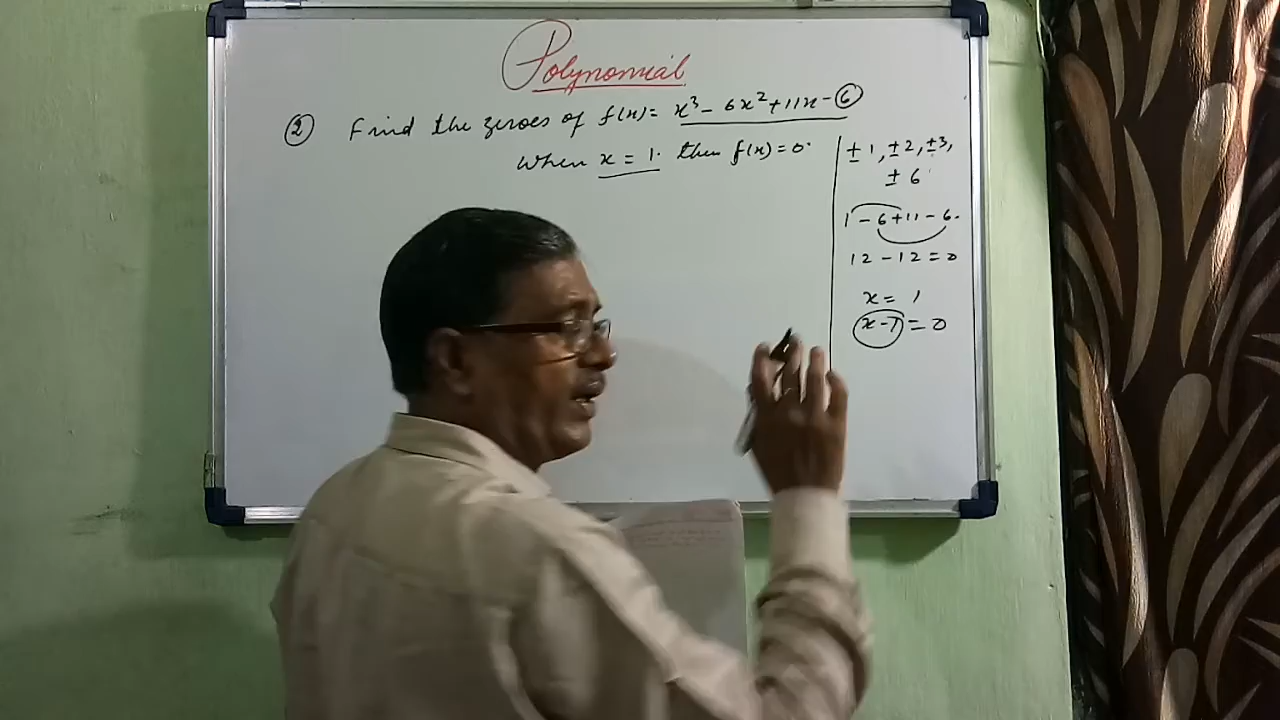 Polynomial
② Find the zeroes of f(x) = x³ - 6x² + 11x - 6
When x = 1. then f(x) = 0.
± 1, ± 2, ± 3,
± 6
1 - 6 + 11 - 6.
12 - 12 = 0
x = 1
x - 1 = 0